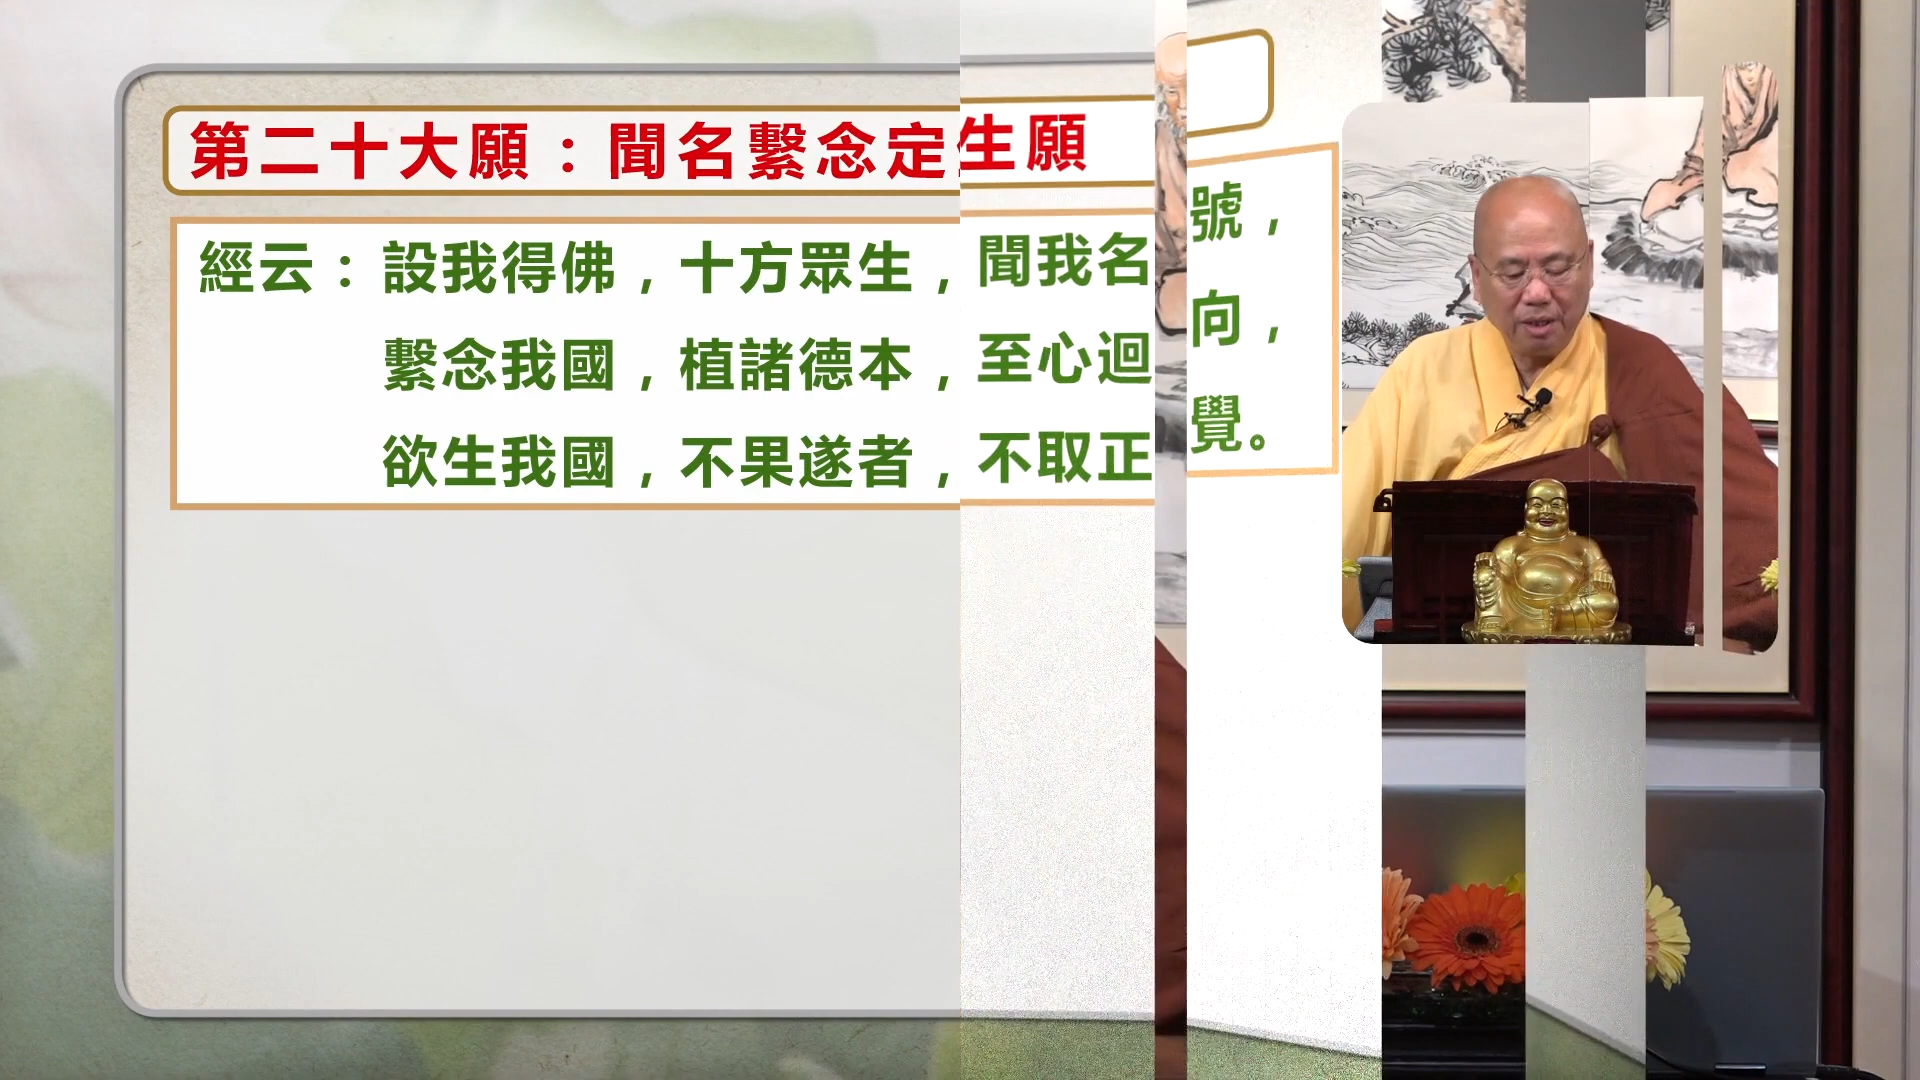 第二十大願：聞名繫念定生願
經云：設我得佛，十方眾生，聞我名號，
繫念我國，植諸德本，至心迴向，
欲生我國，不果遂者，不取正覺。